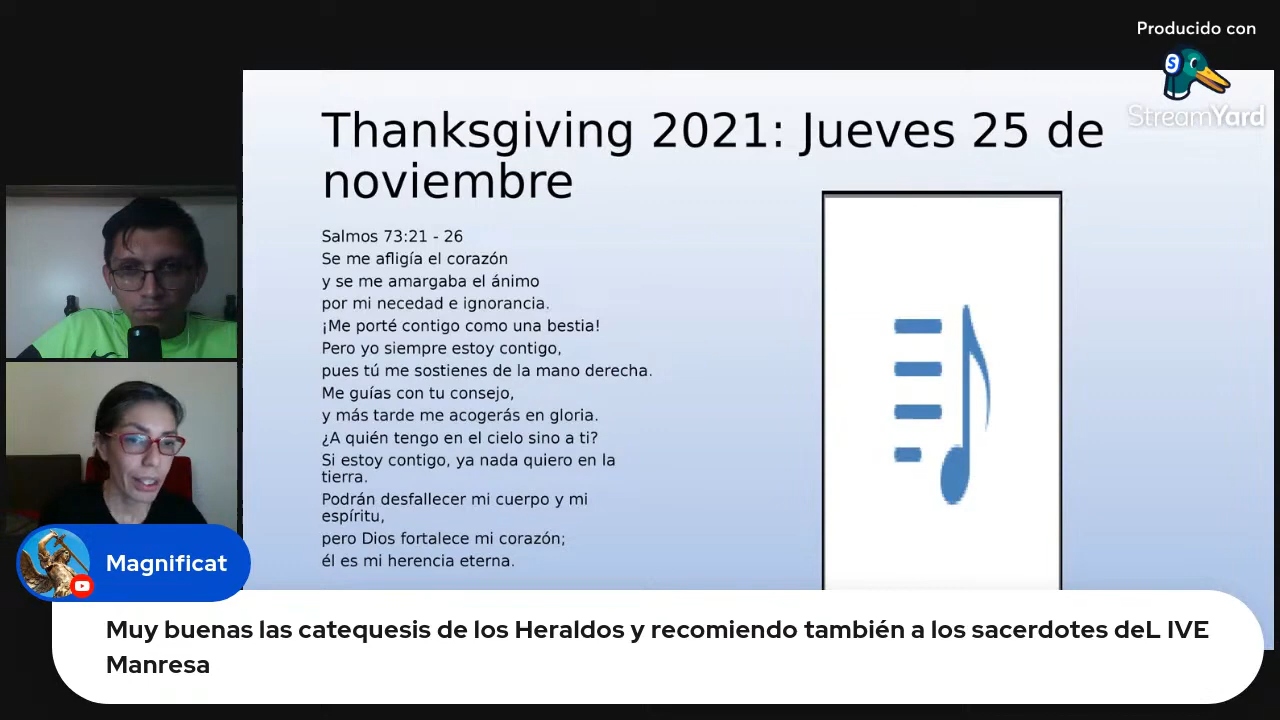 Producido con
StreamYard
Thanksgiving 2021: Jueves 25 de
noviembre
Salmos 73:21 - 26
Se me afligía el corazón
y se me amargaba el ánimo
por mi necedad e ignorancia.
¡Me porté contigo como una bestia!
Pero yo siempre estoy contigo,
pues tú me sostienes de la mano derecha.
Me guías con tu consejo,
y más tarde me acogerás en gloria.
¿A quién tengo en el cielo sino a ti?
Si estoy contigo, ya nada quiero en la
tierra.
Podrán desfallecer mi cuerpo y mi
espíritu,
pero Dios fortalece mi corazón;
él es mi herencia eterna.
Magnificat
Muy buenas las catequesis de los Heraldos y recomiendo también a los sacerdotes deL IVE
Manresa